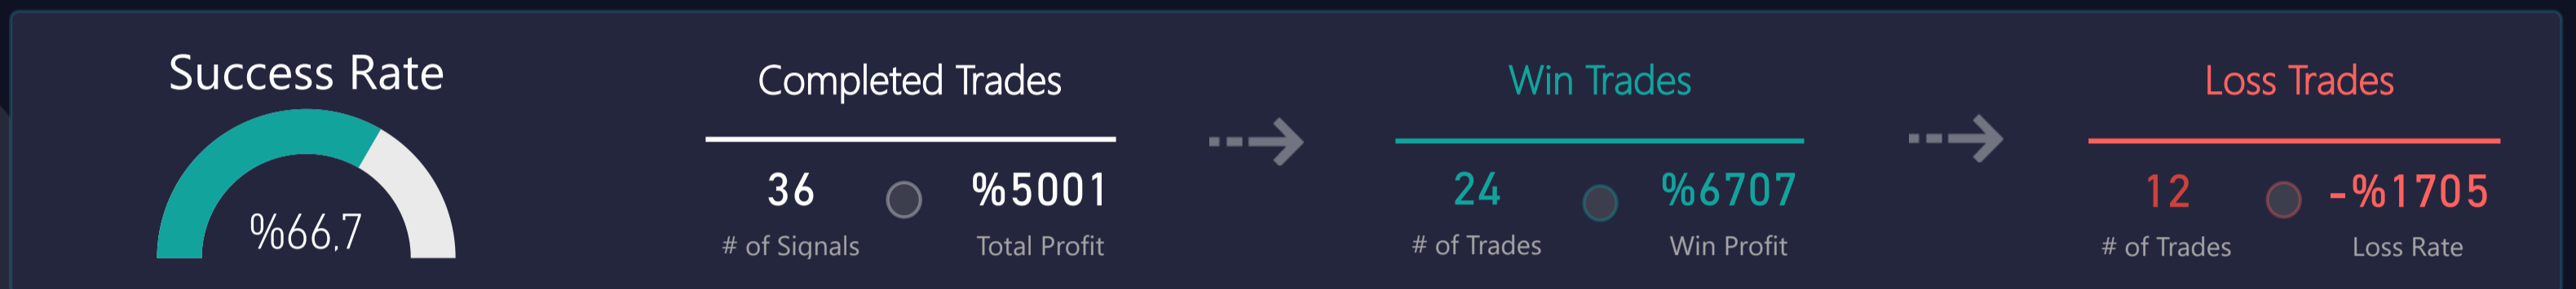 Success Rate
%66,7
Completed Trades
36
# of Signals
%5001
Total Profit
Win Trades
24
# of Trades
%6707
Win Profit
Loss Trades
12
# of Trades
-%1705
Loss Rate